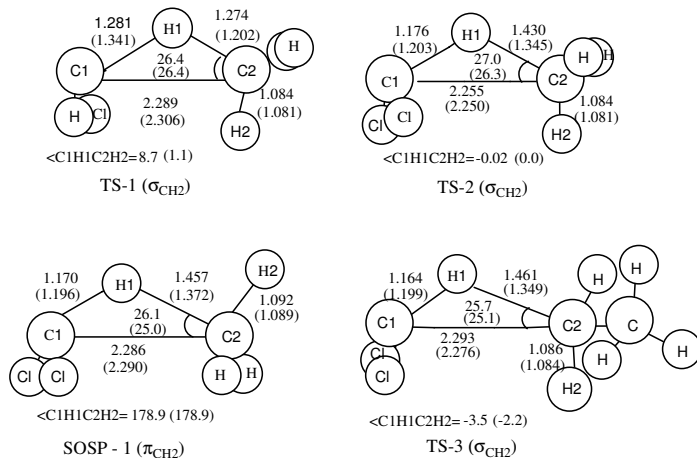 1.281
(1.341)
H1
1.274
(1.202)
H
C1
26.4
(26.4)
C2
H
Cl
2.289
(2.306)
1.084
(1.081)
H2
<C1H1C2H2= 8.7 (1.1)
TS-1 (σCH2)
1.176
(1.203)
H1
1.430
(1.345)
H
H
C1
27.0
(26.3)
C2
Cl
Cl
2.255
(2.250)
1.084
(1.081)
H2
<C1H1C2H2= -0.02 (0.0)
TS-2 (σCH2)
1.170
(1.196)
H1
1.457
(1.372)
H2
1.092
(1.089)
C1
26.1
(25.0)
C2
2.286
(2.290)
Cl
Cl
H
H
<C1H1C2H2= 178.9 (178.9)
SOSP - 1 (πCH2)
1.164
(1.199)
H1
1.461
(1.349)
H
H
C1
25.7
(25.1)
C2
C
Cl
Cl
2.293
(2.276)
1.086
(1.084)
H
H
H2
<C1H1C2H2= -3.5 (-2.2)
TS-3 (σCH2)